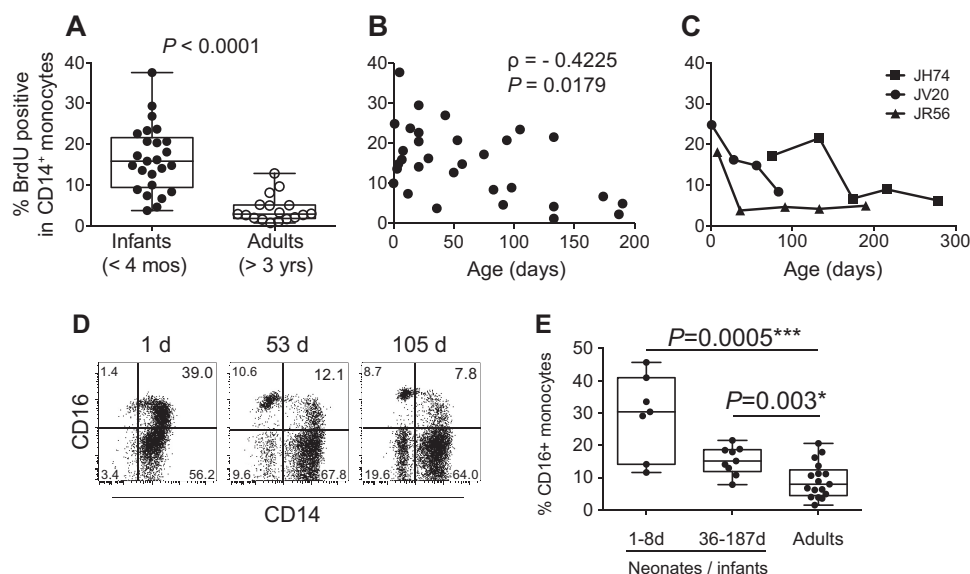 A
P < 0.0001
% BrdU positive
in CD14⁺ monocytes
40
30
20
10
0
Infants
(< 4 mos)
Adults
(> 3 yrs)
B
ρ = - 0.4225
P = 0.0179
40
30
20
10
0
0 50 100 150 200
Age (days)
C
JH74
JV20
JR56
40
30
20
10
0
0 100 200 300
Age (days)
D
1 d 53 d 105 d
CD16
1.4 39.0
3.4 56.2
10.6 12.1
9.6 67.8
8.7 7.8
19.6 64.0
CD14
E
P=0.0005***
P=0.003*
% CD16+ monocytes
50
40
30
20
10
0
1-8d 36-187d Adults
Neonates / infants